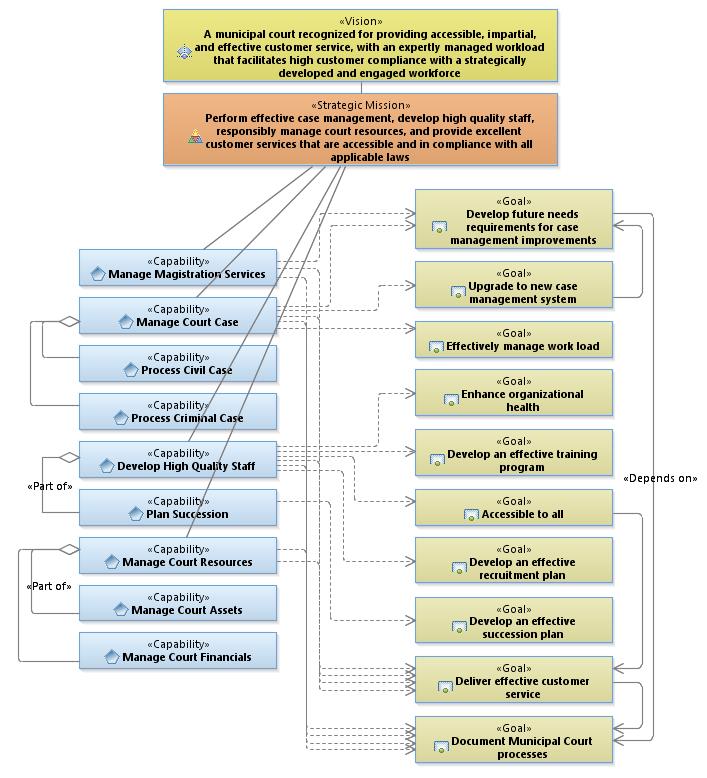 «Vision»
A municipal court recognized for providing accessible, impartial,
and effective customer service, with an expertly managed workload
that facilitates high customer compliance with a strategically
developed and engaged workforce
«Strategic Mission»
Perform effective case management, develop high quality staff,
responsibly manage court resources, and provide excellent
customer services that are accessible and in compliance with all
applicable laws
«Capability»
Manage Magistration Services
«Capability»
Manage Court Case
«Capability»
Process Civil Case
«Capability»
Process Criminal Case
«Capability»
Develop High Quality Staff
«Part of»
«Capability»
Plan Succession
«Capability»
Manage Court Resources
«Part of»
«Capability»
Manage Court Assets
«Capability»
Manage Court Financials
«Goal»
Develop future needs
requirements for case
management improvements
«Goal»
Upgrade to new case
management system
«Goal»
Effectively manage work load
«Goal»
Enhance organizational
health
«Goal»
Develop an effective training
program
«Depends on»
«Goal»
Accessible to all
«Goal»
Develop an effective
recruitment plan
«Goal»
Develop an effective
succession plan
«Goal»
Deliver effective customer
service
«Goal»
Document Municipal Court
processes